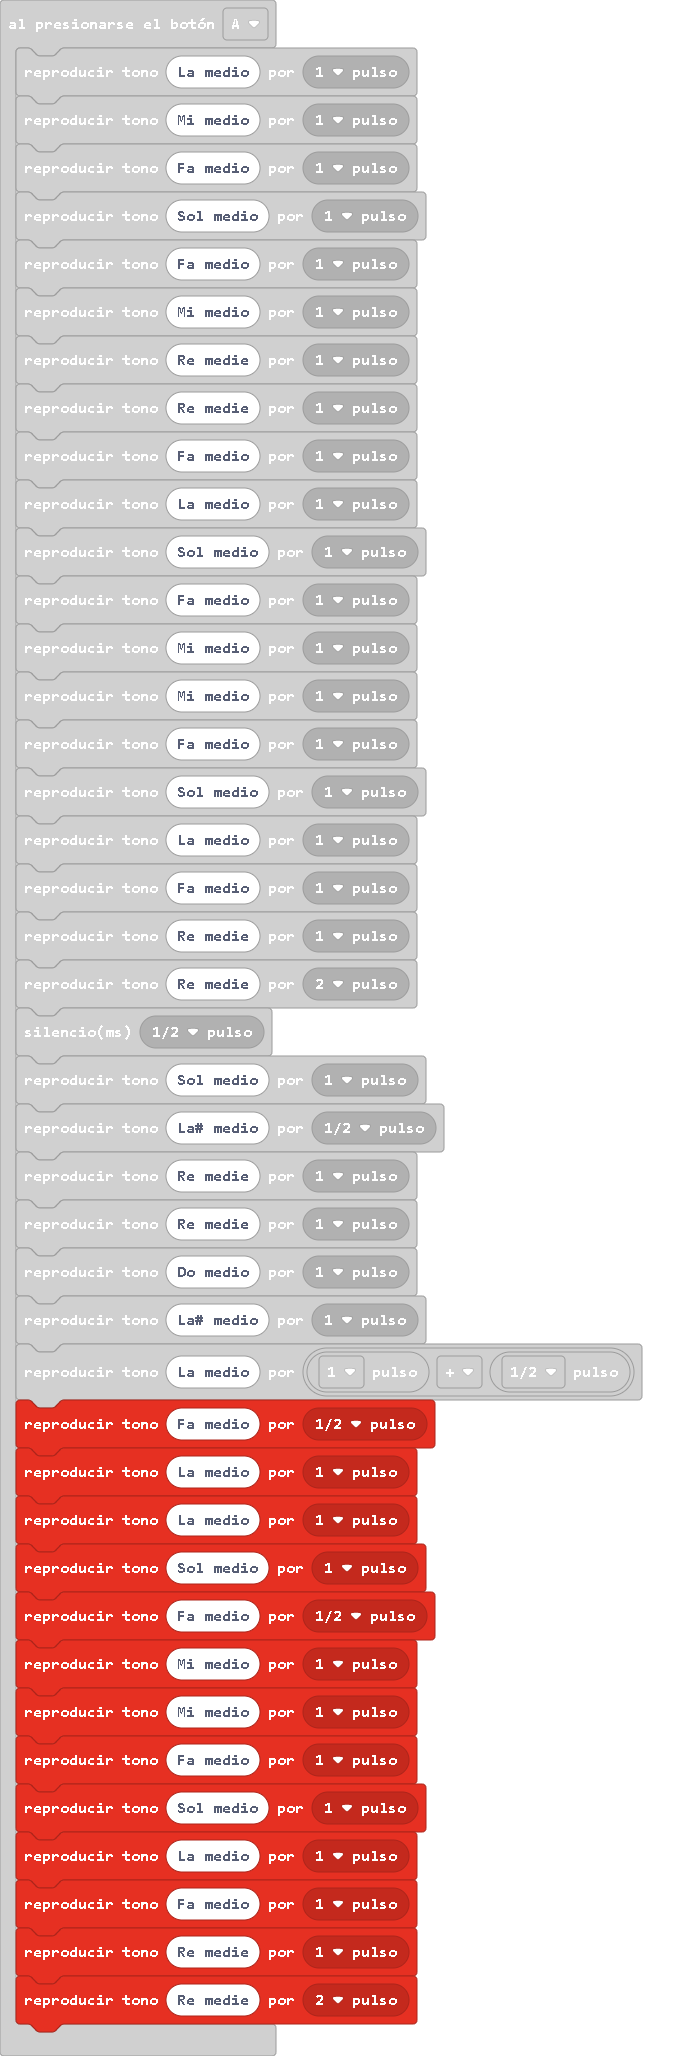 al presionarse el botón A
reproducir tono La medio por 1 pulso
reproducir tono Mi medio por 1 pulso
reproducir tono Fa medio por 1 pulso
reproducir tono Sol medio por 1 pulso
reproducir tono Fa medio por 1 pulso
reproducir tono Mi medio por 1 pulso
reproducir tono Re medie por 1 pulso
reproducir tono Re medie por 1 pulso
reproducir tono Fa medio por 1 pulso
reproducir tono La medio por 1 pulso
reproducir tono Sol medio por 1 pulso
reproducir tono Fa medio por 1 pulso
reproducir tono Mi medio por 1 pulso
reproducir tono Mi medio por 1 pulso
reproducir tono Fa medio por 1 pulso
reproducir tono Sol medio por 1 pulso
reproducir tono La medio por 1 pulso
reproducir tono Fa medio por 1 pulso
reproducir tono Re medie por 1 pulso
reproducir tono Re medie por 2 pulso
silencio(ms) 1/2 pulso
reproducir tono Sol medio por 1 pulso
reproducir tono La# medio por 1/2 pulso
reproducir tono Re medie por 1 pulso
reproducir tono Re medie por 1 pulso
reproducir tono Do medio por 1 pulso
reproducir tono La# medio por 1 pulso
reproducir tono La medio por 1 pulso + 1/2 pulso
reproducir tono Fa medio por 1/2 pulso
reproducir tono La medio por 1 pulso
reproducir tono La medio por 1 pulso
reproducir tono Sol medio por 1 pulso
reproducir tono Fa medio por 1/2 pulso
reproducir tono Mi medio por 1 pulso
reproducir tono Mi medio por 1 pulso
reproducir tono Fa medio por 1 pulso
reproducir tono Sol medio por 1 pulso
reproducir tono La medio por 1 pulso
reproducir tono Fa medio por 1 pulso
reproducir tono Re medie por 1 pulso
reproducir tono Re medie por 2 pulso